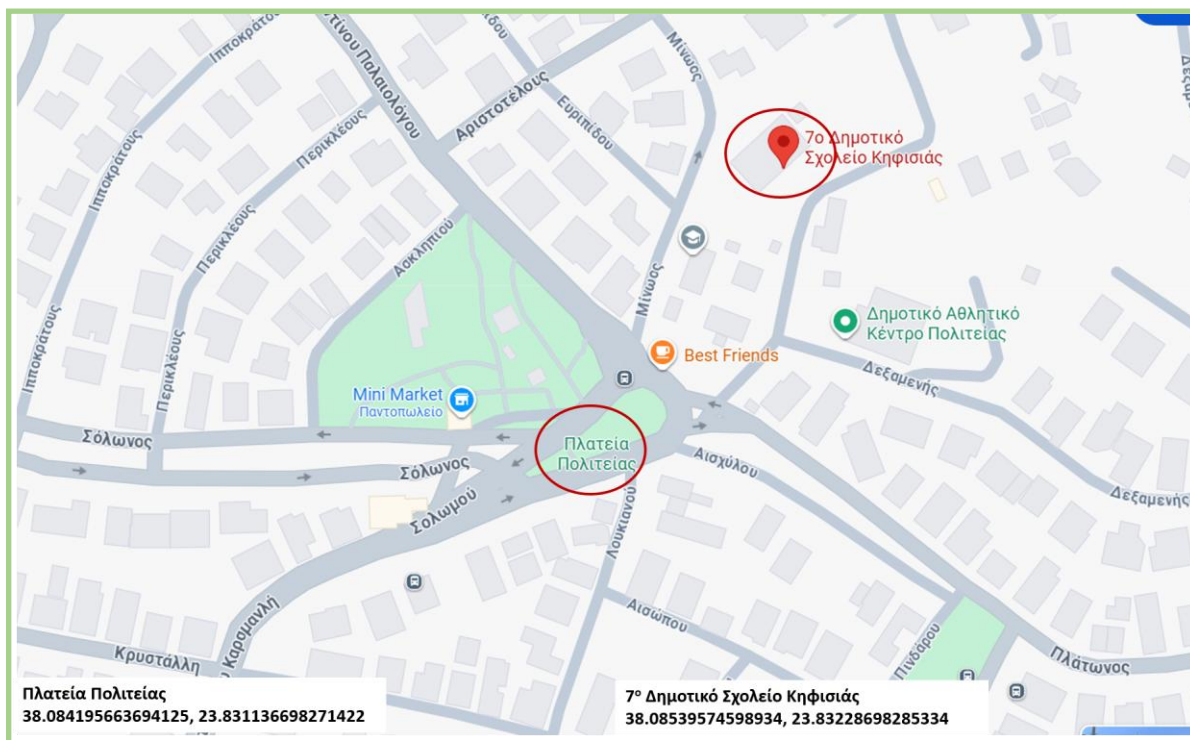 Ιπποκράτους
τίνου Παλαιολόγου
Αριστοτέλους
Ευριπίδου
Μίνωος
Περικλέους
Ιπποκράτους
7ο Δημοτικό
Σχολείο Κηφισιάς
Περικλέους
Ασκληπιού
Μίνωος
Δημοτικό Αθλητικό
Κέντρο Πολιτείας
Best Friends
Δεξαμενής
Ιπποκράτους
Περικλέους
Mini Market
Παντοπωλείο
Σόλωνος
Πλατεία
Πολιτείας
Σόλωνος
Αισχύλου
Δεξαμενής
Σολωμού
Λουκιανού
Αισώπου
Πινδάρου
Πλάτωνος
Καραμανλή
Κρυστάλλη
Πλατεία Πολιτείας
38.084195663694125, 23.831136698271422
7ο Δημοτικό Σχολείο Κηφισιάς
38.08539574598934, 23.83228698285334